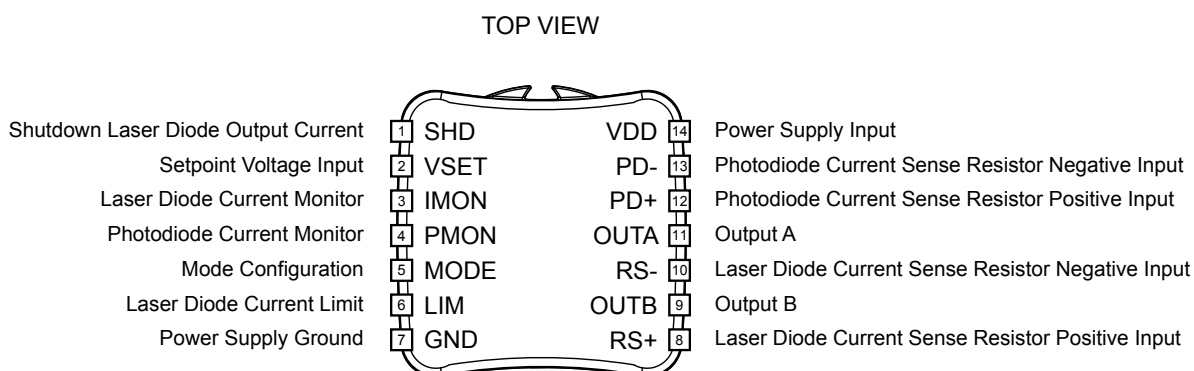 TOP VIEW
Shutdown Laser Diode Output Current 1 SHD VDD 14 Power Supply Input
Setpoint Voltage Input 2 VSET PD- 13 Photodiode Current Sense Resistor Negative Input
Laser Diode Current Monitor 3 IMON PD+ 12 Photodiode Current Sense Resistor Positive Input
Photodiode Current Monitor 4 PMON OUTA 11 Output A
Mode Configuration 5 MODE RS- 10 Laser Diode Current Sense Resistor Negative Input
Laser Diode Current Limit 6 LIM OUTB 9 Output B
Power Supply Ground 7 GND RS+ 8 Laser Diode Current Sense Resistor Positive Input